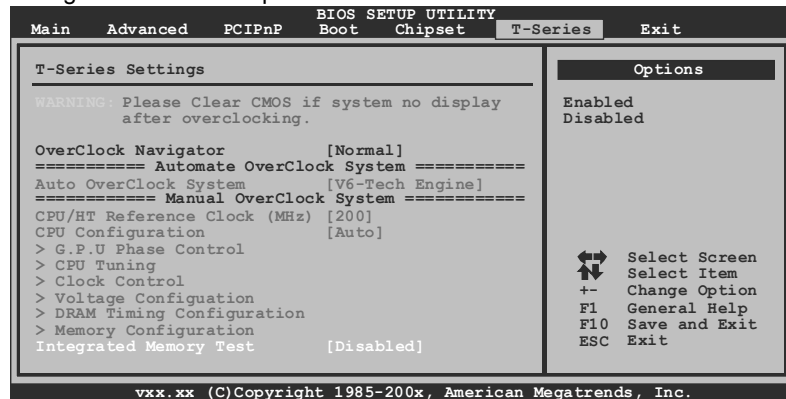 BIOS SETUP UTILITY
Main Advanced PCIPnP Boot Chipset T-Series Exit
T-Series Settings
WARNING: Please Clear CMOS if system no display
after overclocking.
OverClock Navigator [Normal]
=========== Automate OverClock System ===========
Auto OverClock System [V6-Tech Engine]
============ Manual OverClock System ============
CPU/HT Reference Clock (MHz) [200]
CPU Configuration [Auto]
> G.P.U Phase Control
> CPU Tuning
> Clock Control
> Voltage Configuation
> DRAM Timing Configuration
> Memory Configuration
Integrated Memory Test [Disabled]
Options
Enabled
Disabled
Select Screen
Select Item
+- Change Option
F1 General Help
F10 Save and Exit
ESC Exit
vxx.xx (C)Copyright 1985-200x, American Megatrends, Inc.